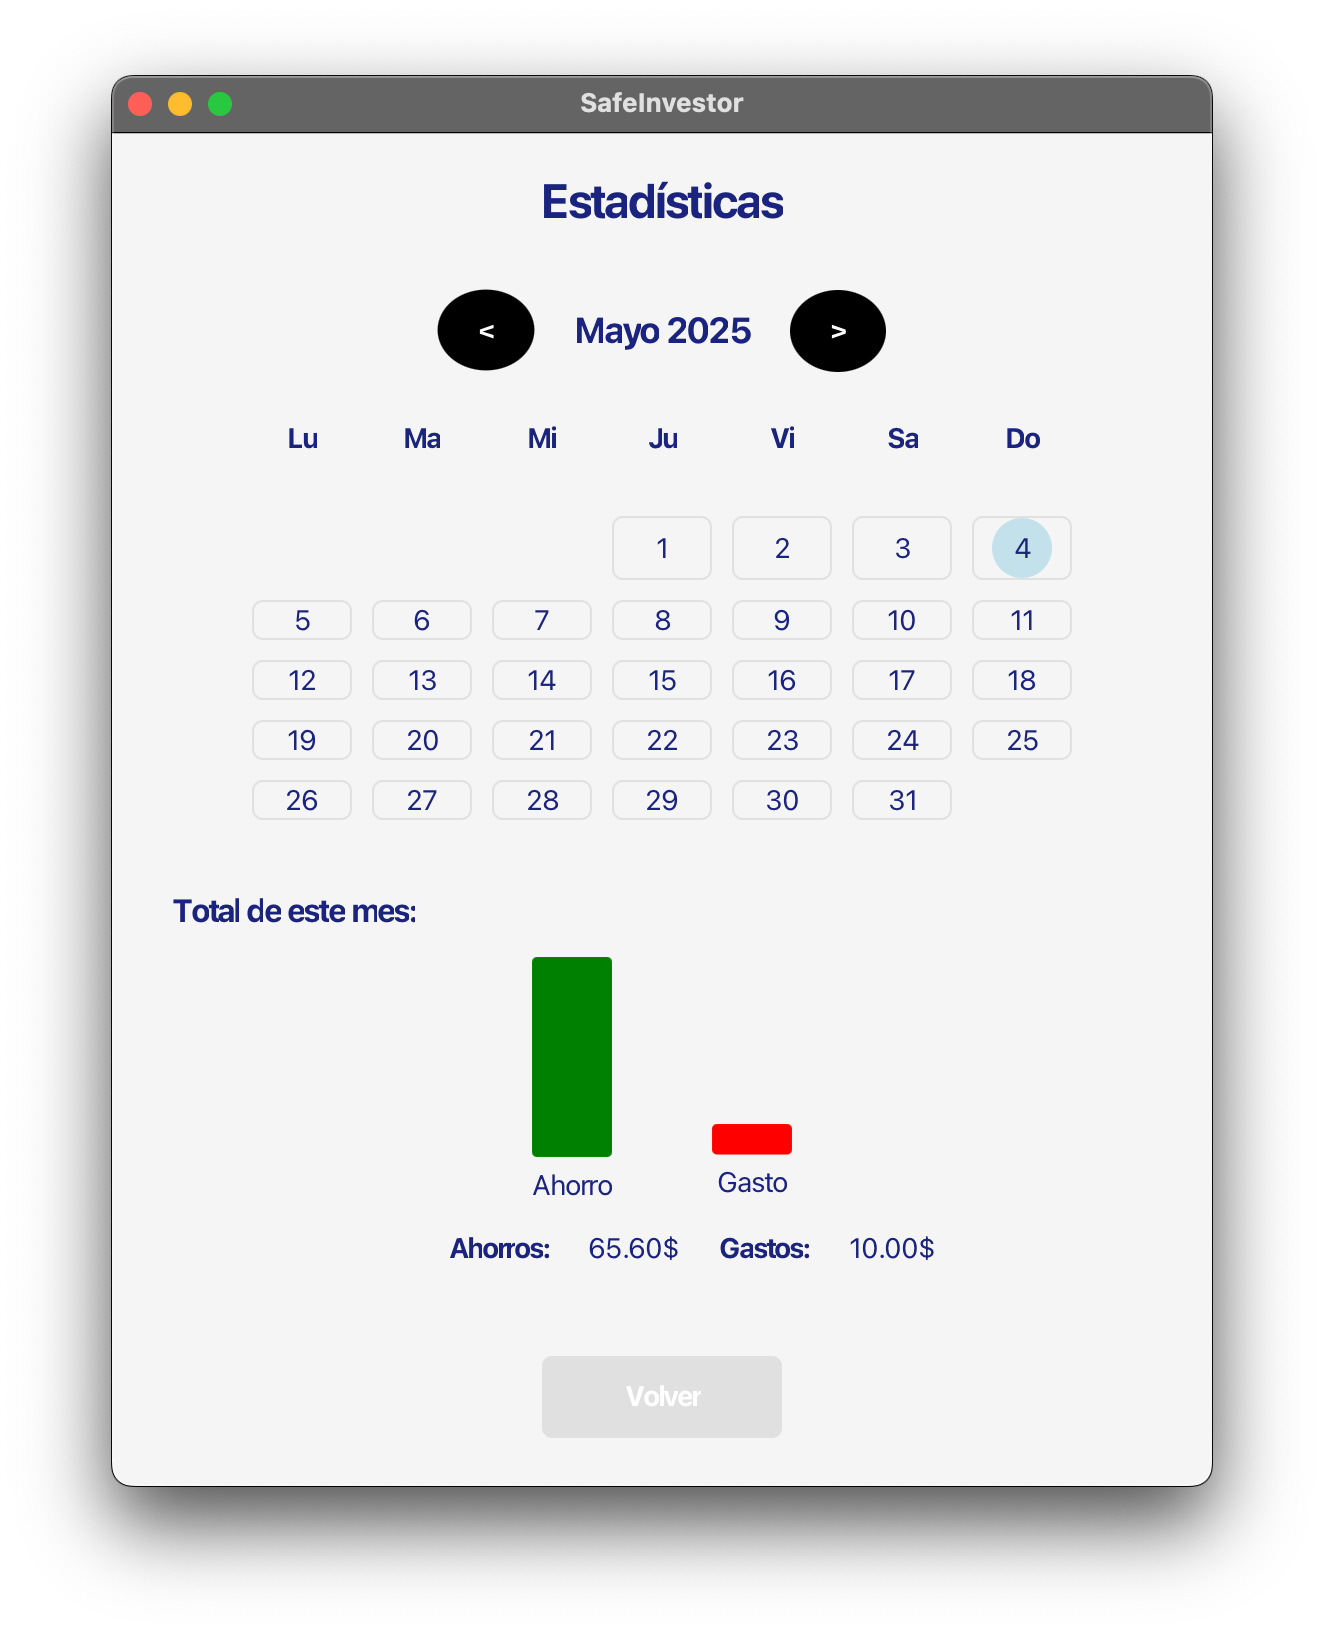 SafeInvestor
Estadísticas
< Mayo 2025 >
Lu Ma Mi Ju Vi Sa Do
1 2 3 4
5 6 7 8 9 10 11
12 13 14 15 16 17 18
19 20 21 22 23 24 25
26 27 28 29 30 31
Total de este mes:
Ahorro Gasto
Ahorros: 65.60$ Gastos: 10.00$
Volver